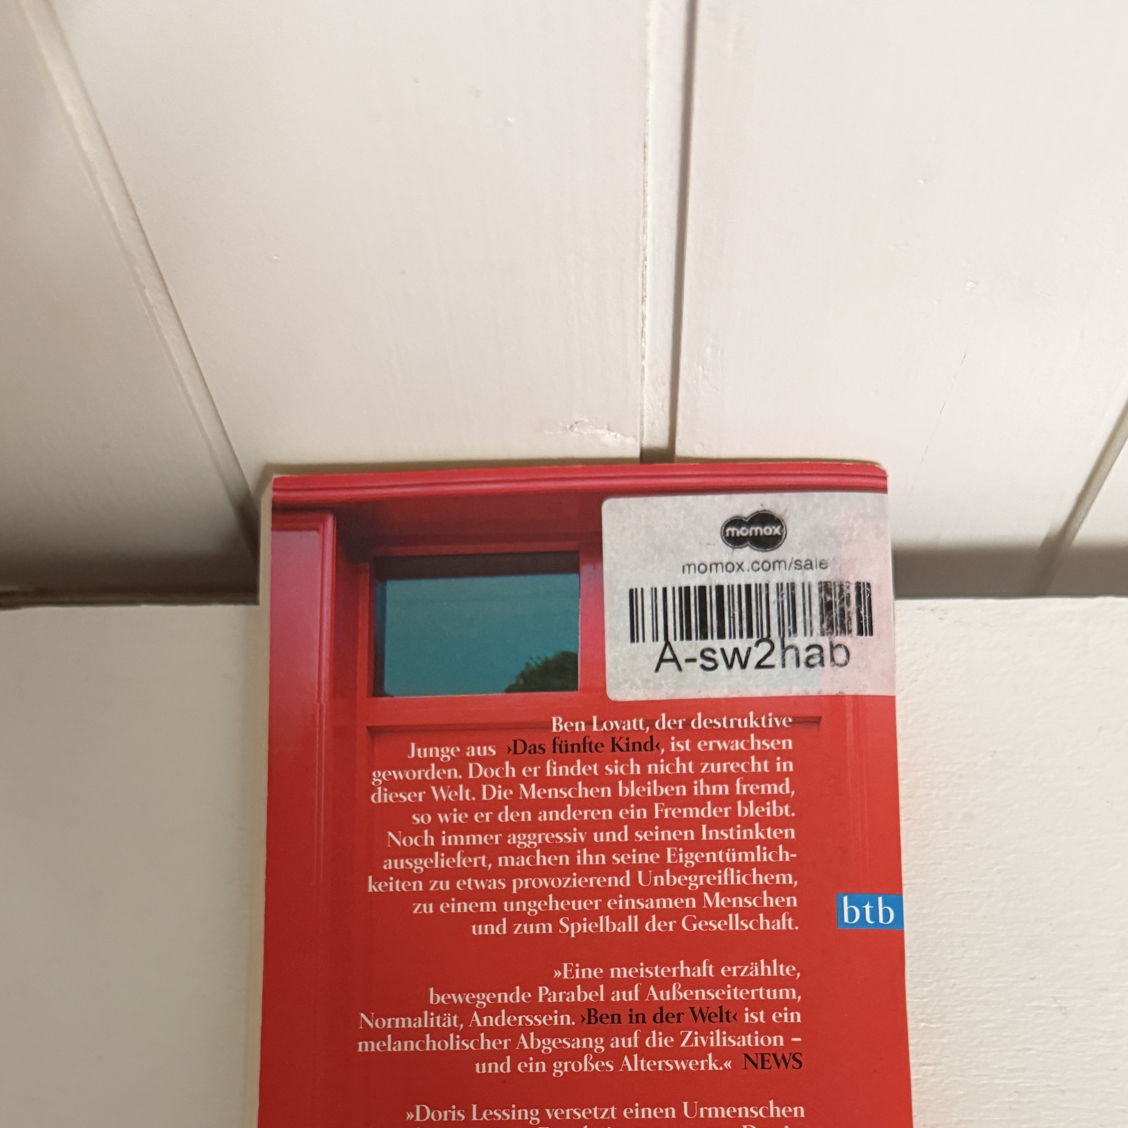 momox
momox.com/sale
A-sw2hab
Ben Lovatt, der destruktive
Junge aus ›Das fünfte Kind‹, ist erwachsen
geworden. Doch er findet sich nicht zurecht in
dieser Welt. Die Menschen bleiben ihm fremd,
so wie er den anderen ein Fremder bleibt.
Noch immer aggressiv und seinen Instinkten
ausgeliefert, machen ihn seine Eigentümlich-
keiten zu etwas provozierend Unbegreiflichem,
zu einem ungeheuer einsamen Menschen
und zum Spielball der Gesellschaft.
btb
»Eine meisterhaft erzählte,
bewegende Parabel auf Außenseitertum,
Normalität, Anderssein. ›Ben in der Welt‹ ist ein
melancholischer Abgesang auf die Zivilisation –
und ein großes Alterswerk.« NEWS
»Doris Lessing versetzt einen Urmenschen